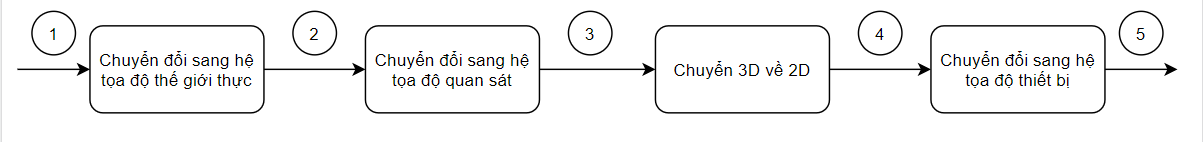 1
Chuyển đổi sang hệ
tọa độ thế giới thực
2
Chuyển đổi sang hệ
tọa độ quan sát
3
Chuyển 3D về 2D
4
Chuyển đổi sang hệ
tọa độ thiết bị
5